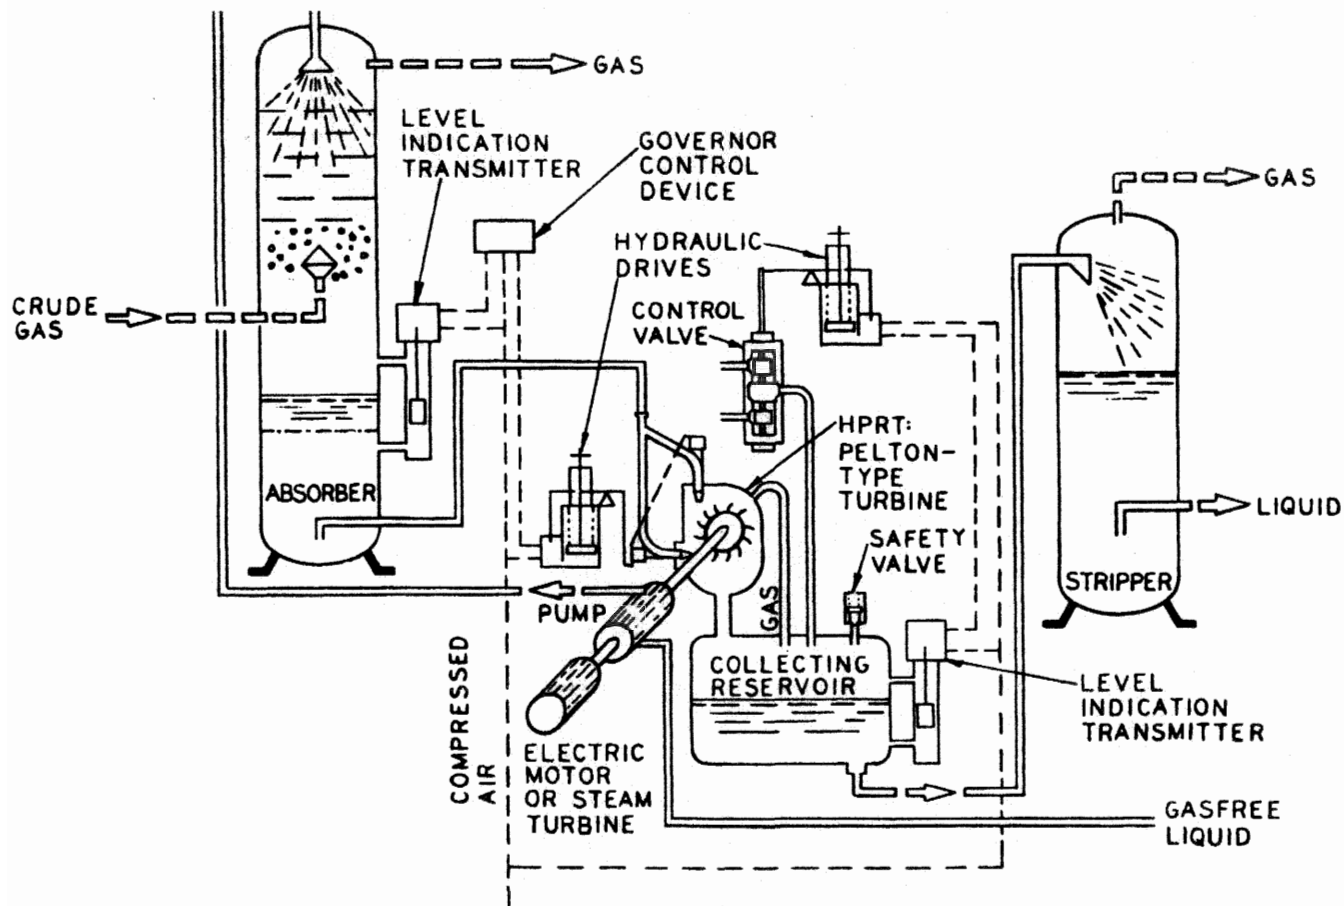 GAS
LEVEL
INDICATION
TRANSMITTER
GOVERNOR
CONTROL
DEVICE
GAS
HYDRAULIC
DRIVES
CRUDE
GAS
CONTROL
VALVE
HPRT:
PELTON-
TYPE
TURBINE
ABSORBER
LIQUID
SAFETY
VALVE
STRIPPER
PUMP
GAS
COLLECTING
RESERVOIR
COMPRESSED
AIR
LEVEL
INDICATION
TRANSMITTER
ELECTRIC
MOTOR
OR STEAM
TURBINE
GASFREE
LIQUID